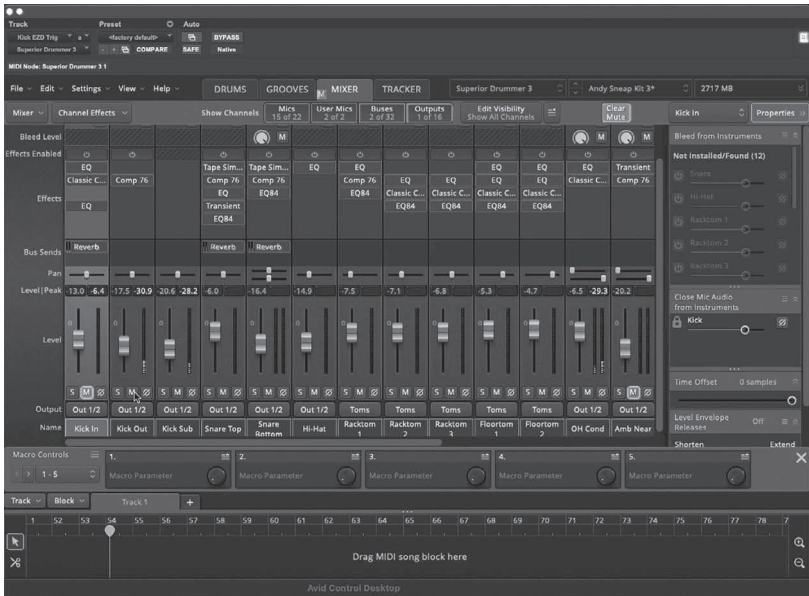 Track Preset Auto
Kick EZD Trig a <factory default> BYPASS
Superior Drummer 3 - + COMPARE SAFE Native
MIDI Node: Superior Drummer 3 1
File Edit Settings View Help DRUMS GROOVES MIXER TRACKER Superior Drummer 3 Andy Sneap Kit 3* 2717 MB
Mixer Channel Effects Show Channels Mics 15 of 22 User Mics 2 of 2 Buses 2 of 32 Outputs 1 of 16 Edit Visibility Show All Channels Clear Mute Kick In Properties
Bleed Level M M M Bleed from Instruments
Effects Enabled Not Installed/Found (12)
EQ EQ EQ EQ EQ
Tape Sim... Tape Sim... EQ EQ EQ EQ Transient
Classic C... Comp 76 Comp 76 Comp 76 Comp 76 EQ EQ EQ EQ Classic C... Comp 76
Effects EQ EQ EQ84 EQ84 Classic C... Classic C... Classic C... Classic C...
Transient EQ84 EQ84 EQ84 EQ84
EQ84
Snare
Hi-Hat
Racktom 1
Racktom 2
Racktom 3
Bus Sends Reverb Reverb Reverb
Pan
Level|Peak -13.0 -6.4 -17.5 -30.9 -20.6 -28.2 -6.0 -16.4 -14.9 -7.5 -7.1 -6.8 -5.3 -4.7 -6.5 -29.3 -20.2
Close Mic Audio from Instruments
Kick
Level
S M S M S M S M S M S M S M S M S M S M S M S M S M
Time Offset 0 samples
Output Out 1/2 Out 1/2 Out 1/2 Out 1/2 Out 1/2 Out 1/2 Toms Toms Toms Toms Toms Out 1/2 Out 1/2
Name Kick In Kick Out Kick Sub Snare Top Snare Bottom Hi-Hat Racktom 1 Racktom 2 Racktom 3 Floortom 1 Floortom 2 OH Cond Amb Near
Level Envelope Releases Off
Shorten Extend
Macro Controls 1. 2. 3. 4. 5.
1 - 5 Macro Parameter Macro Parameter Macro Parameter Macro Parameter Macro Parameter
Track Block Track 1 +
1 52 53 54 55 56 57 58 59 60 61 62 63 64 65 66 67 68 69 70 71 72 73 74 75 76 77 78 7
Drag MIDI song block here
Avid Control Desktop